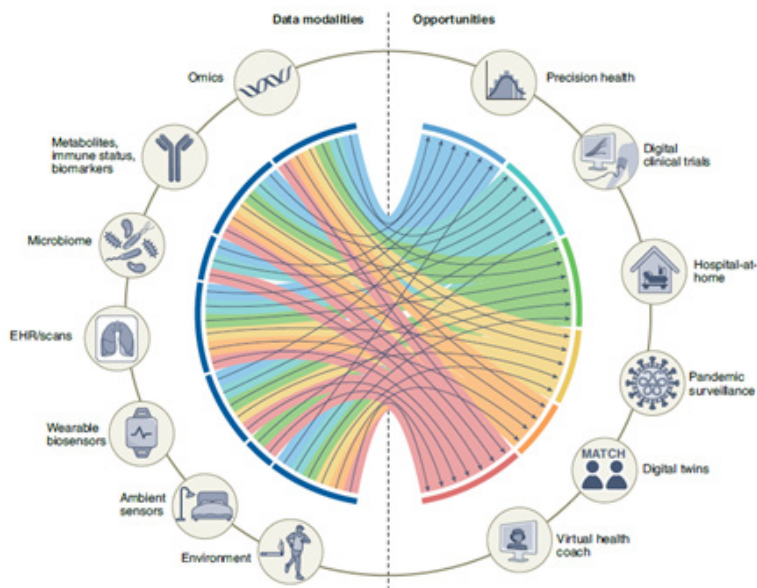 Data modalities
Opportunities
Omics
Metabolites,
immune status,
biomarkers
Microbiome
EHR/scans
Wearable
biosensors
Ambient
sensors
Environment
Precision health
Digital
clinical trials
Hospital-at-
home
Pandemic
surveillance
MATCH
Digital twins
Virtual health
coach